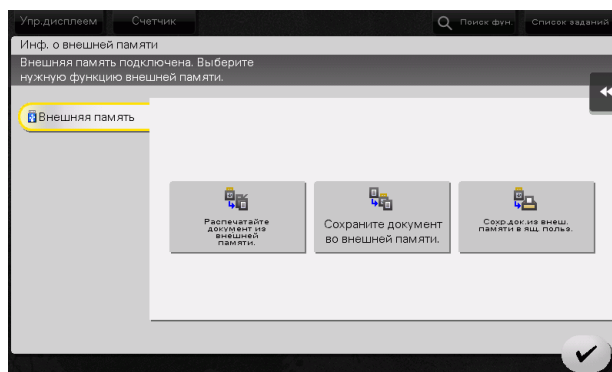 Упр.дисплеем Счетчик Поиск фун. Список заданий
Инф. о внешней памяти
Внешняя память подключена. Выберите
нужную функцию внешней памяти.
Внешняя память
Распечатайте
документ из
внешней
памяти.
Сохраните документ
во внешней памяти.
Сохр.док.из внеш.
памяти в ящ. польз.